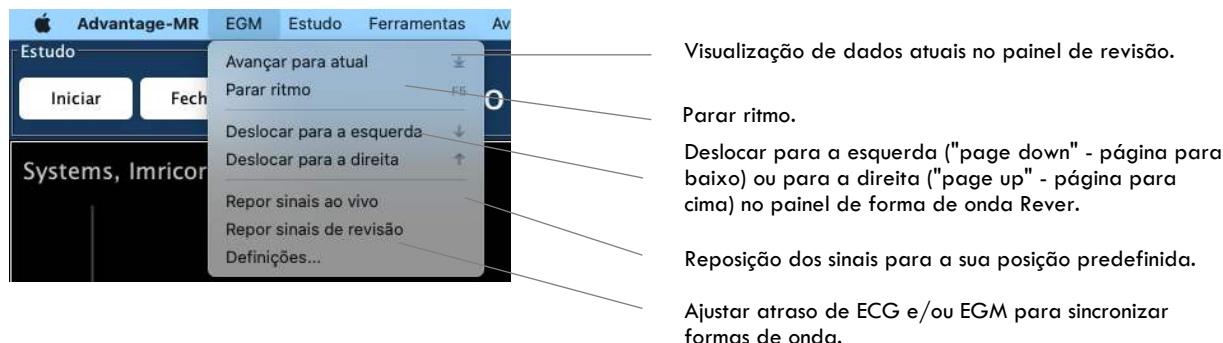 Advantage-MR EGM Estudo Ferramentas Av
Estudo
Iniciar Fech O
Systems, Imricor
Avançar para atual
Parar ritmo F5
Deslocar para a esquerda ↓
Deslocar para a direita ↑
Repor sinais ao vivo
Repor sinais de revisão
Definições...
Visualização de dados atuais no painel de revisão.
Parar ritmo.
Deslocar para a esquerda ("page down" - página para
baixo) ou para a direita ("page up" - página para
cima) no painel de forma de onda Rever.
Reposição dos sinais para a sua posição predefinida.
Ajustar atraso de ECG e/ou EGM para sincronizar
formas de onda.